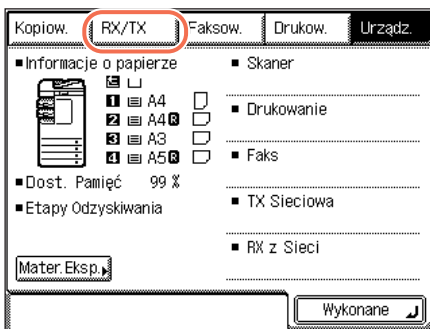 Kopiow. RX/TX Faksow. Drukow. Urządz.
■Informacje o papierze
1 A4
2 A4R
3 A3
4 A5R
■Dost. Pamięć 99 %
■Etapy Odzyskiwania
Mater.Eksp.
■ Skaner
■ Drukowanie
■ Faks
■ TX Sieciowa
■ RX z Sieci
Wykonane